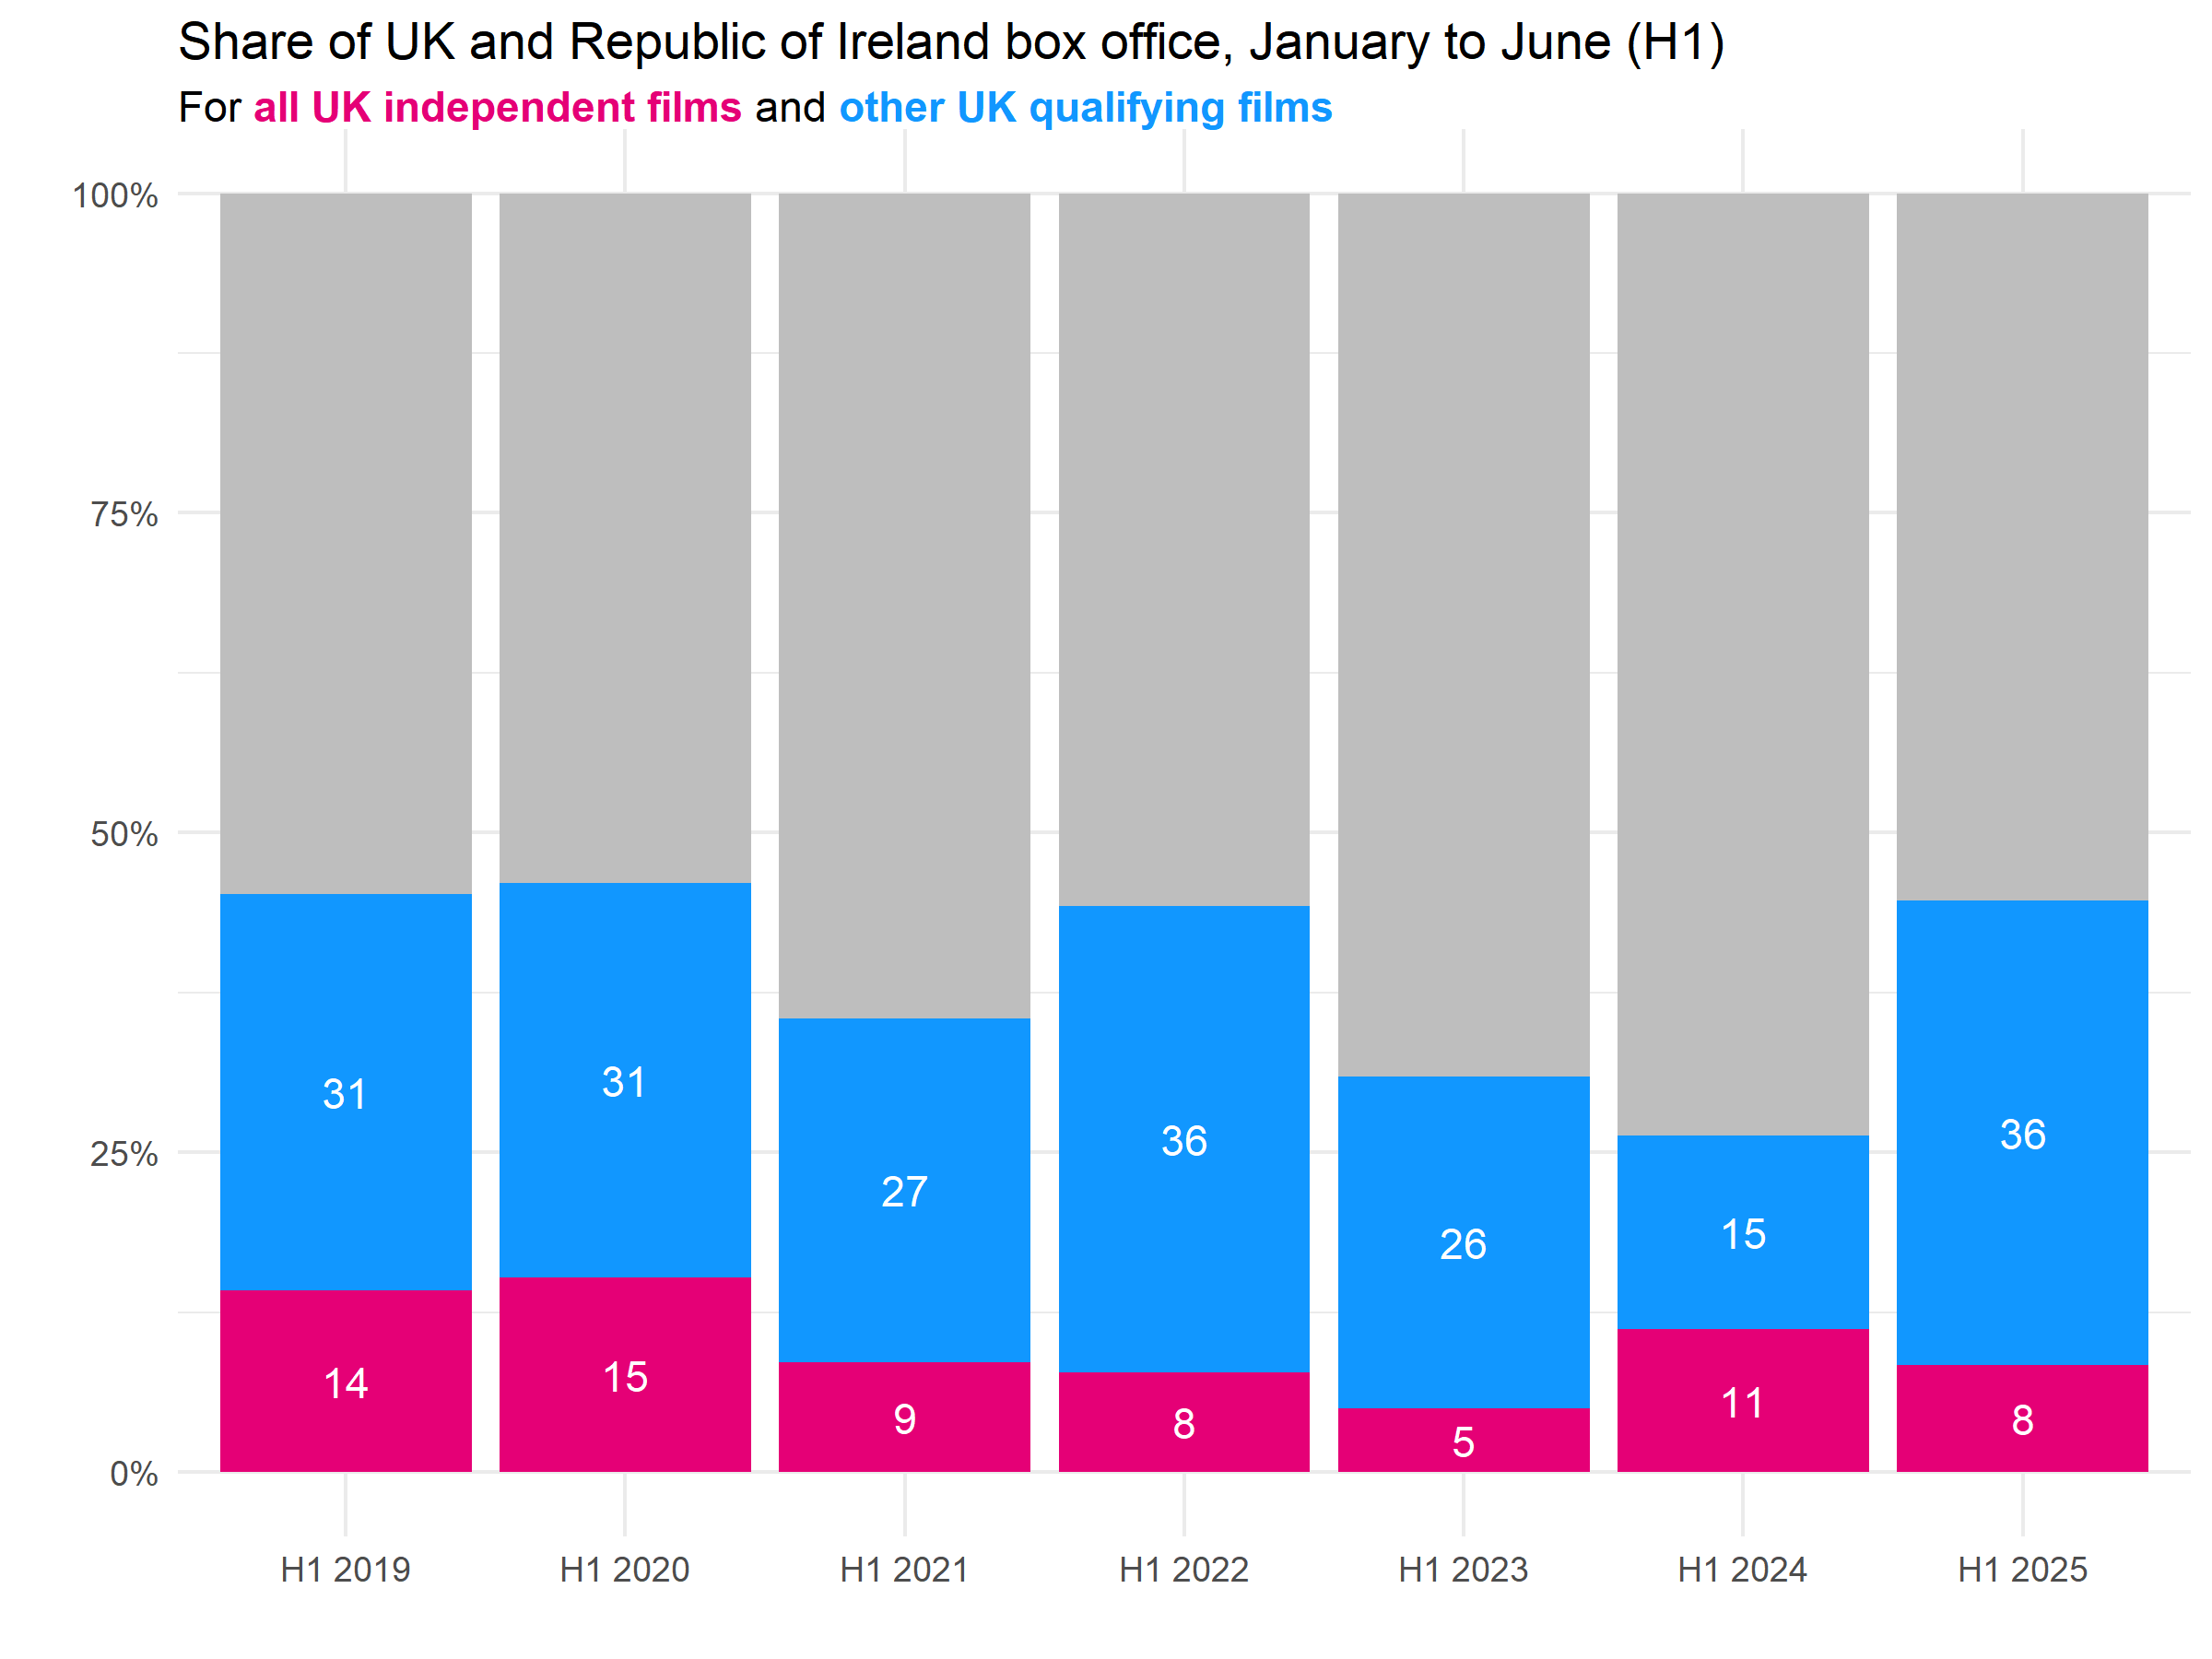 Share of UK and Republic of Ireland box office, January to June (H1)
For all UK independent films and other UK qualifying films
100%
75%
50%
25%
0%
31
31
27
36
26
15
36
14
15
9
8
5
11
8
H1 2019
H1 2020
H1 2021
H1 2022
H1 2023
H1 2024
H1 2025